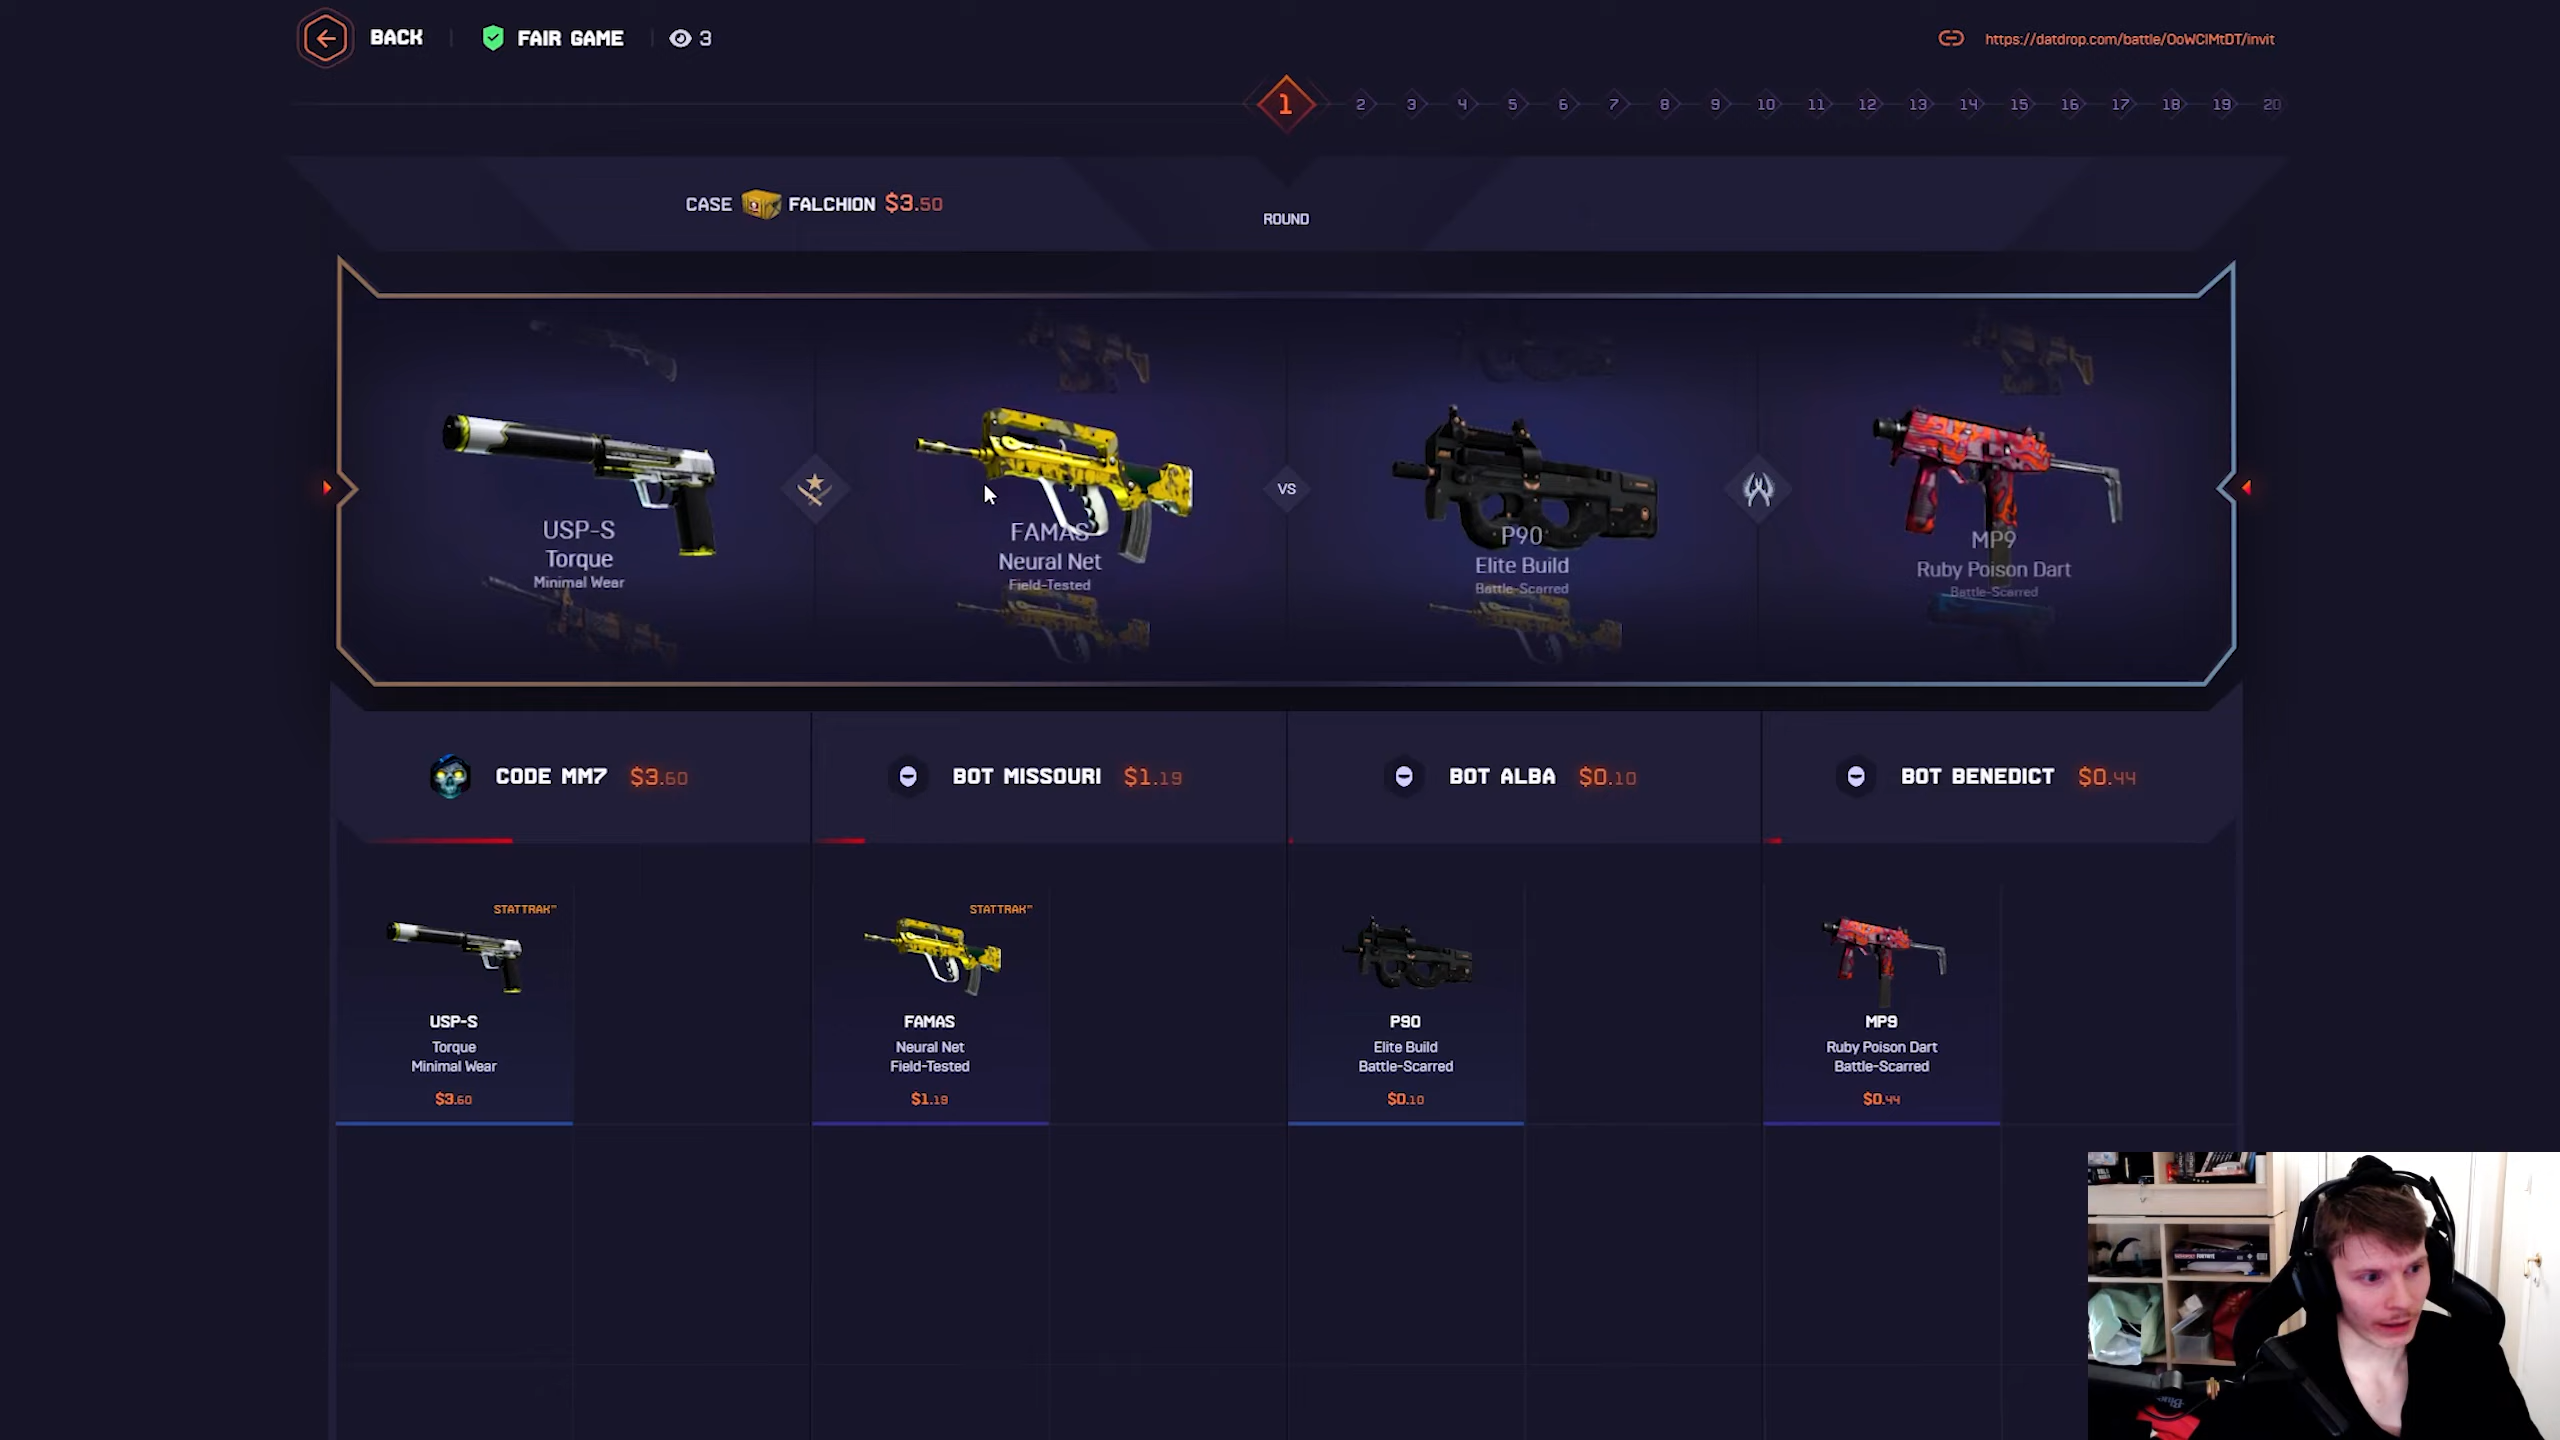 BACK
FAIR GAME
3
https://datdrop.com/battle/OoWCiMtDT/invit
1 2 3 4 5 6 7 8 9 10 11 12 13 14 15 16 17 18 19 20
CASE FALCHION $3.50
ROUND
USP-S
Torque
Minimal Wear
FAMAS
Neural Net
Field-Tested
VS
P90
Elite Build
Battle-Scarred
MP9
Ruby Poison Dart
Battle-Scarred
CODE MM7 $3.60
BOT MISSOURI $1.19
BOT ALBA $0.10
BOT BENEDICT $0.44
STATTRAK™
USP-S
Torque
Minimal Wear
$3.60
STATTRAK™
FAMAS
Neural Net
Field-Tested
$1.19
P90
Elite Build
Battle-Scarred
$0.10
MP9
Ruby Poison Dart
Battle-Scarred
$0.44